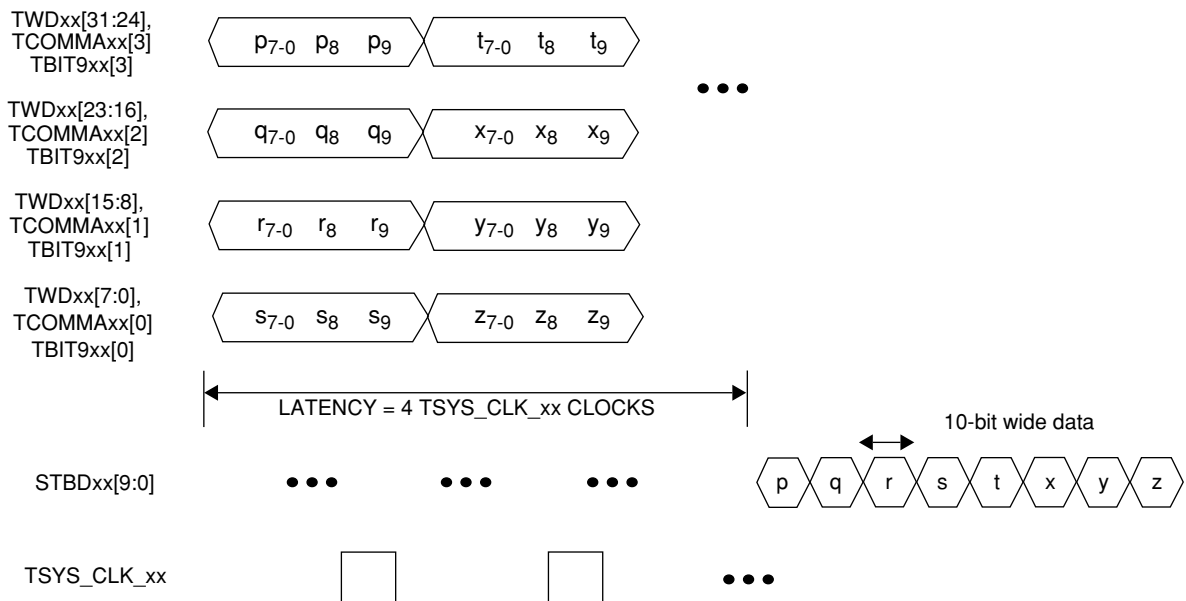 TWDxx[31:24],
TCOMMAxx[3]
TBIT9xx[3]
p7-0 p8 p9
t7-0 t8 t9
TWDxx[23:16],
TCOMMAxx[2]
TBIT9xx[2]
q7-0 q8 q9
x7-0 x8 x9
TWDxx[15:8],
TCOMMAxx[1]
TBIT9xx[1]
r7-0 r8 r9
y7-0 y8 y9
TWDxx[7:0],
TCOMMAxx[0]
TBIT9xx[0]
s7-0 s8 s9
z7-0 z8 z9
LATENCY = 4 TSYS_CLK_xx CLOCKS
10-bit wide data
STBDxx[9:0]
p q r s t x y z
TSYS_CLK_xx